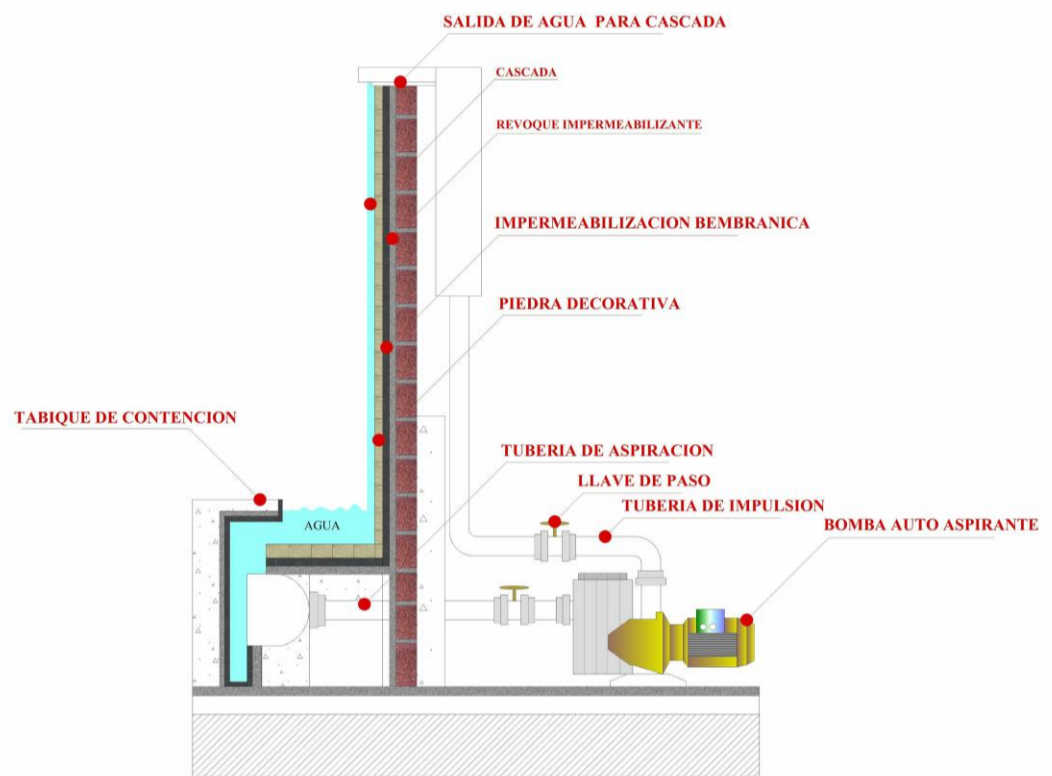 SALIDA DE AGUA PARA CASCADA
CASCADA
REVOQUE IMPERMEABILIZANTE
IMPERMEABILIZACION BEMBRANICA
PIEDRA DECORATIVA
TABIQUE DE CONTENCION
TUBERIA DE ASPIRACION
LLAVE DE PASO
TUBERIA DE IMPULSION
BOMBA AUTO ASPIRANTE
AGUA